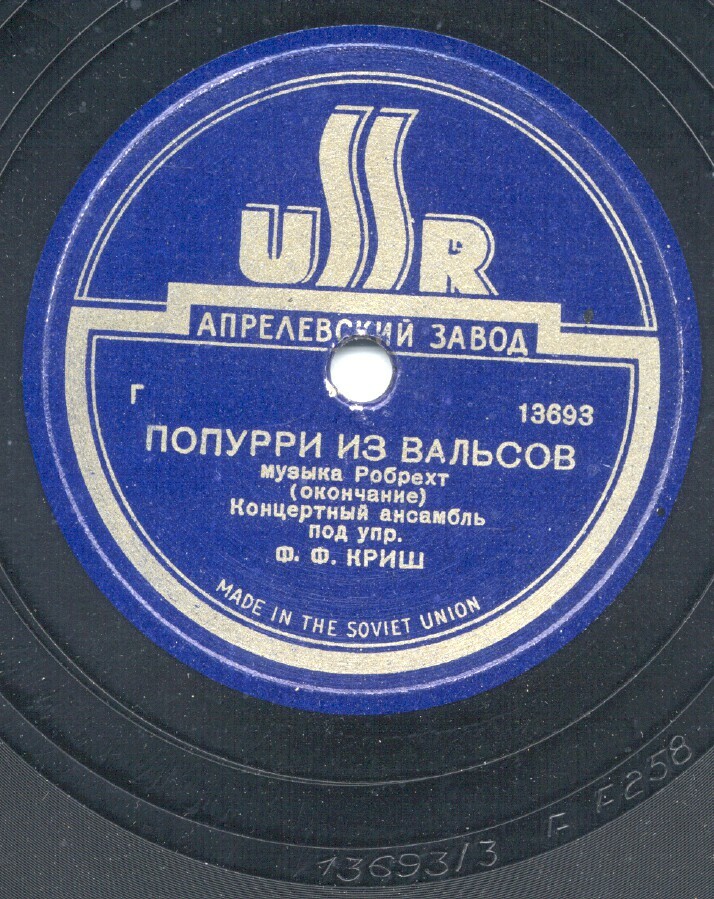 USSR
АПРЕЛЕВСКИЙ ЗАВОД
Г 13693
ПОПУРРИ ИЗ ВАЛЬСОВ
музыка Робрехт
(окончание)
Концертный ансамбль
под упр.
Ф. Ф. КРИШ
MADE IN THE SOVIET UNION
13693/3 F F258